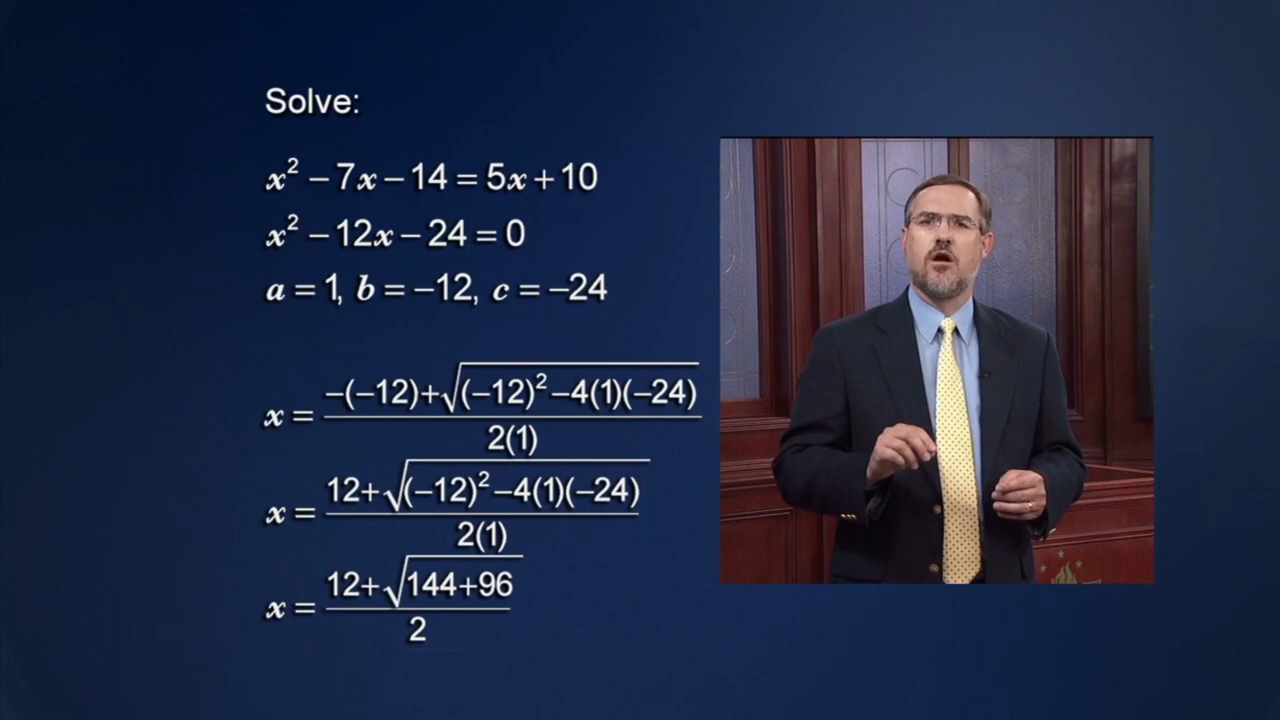 Solve:
x² – 7x – 14 = 5x + 10
x² – 12x – 24 = 0
a = 1, b = –12, c = –24
x = (–(–12)+√((–12)² –4(1)(–24))) / 2(1)
x = (12+√((–12)² –4(1)(–24))) / 2(1)
x = (12+√(144+96)) / 2